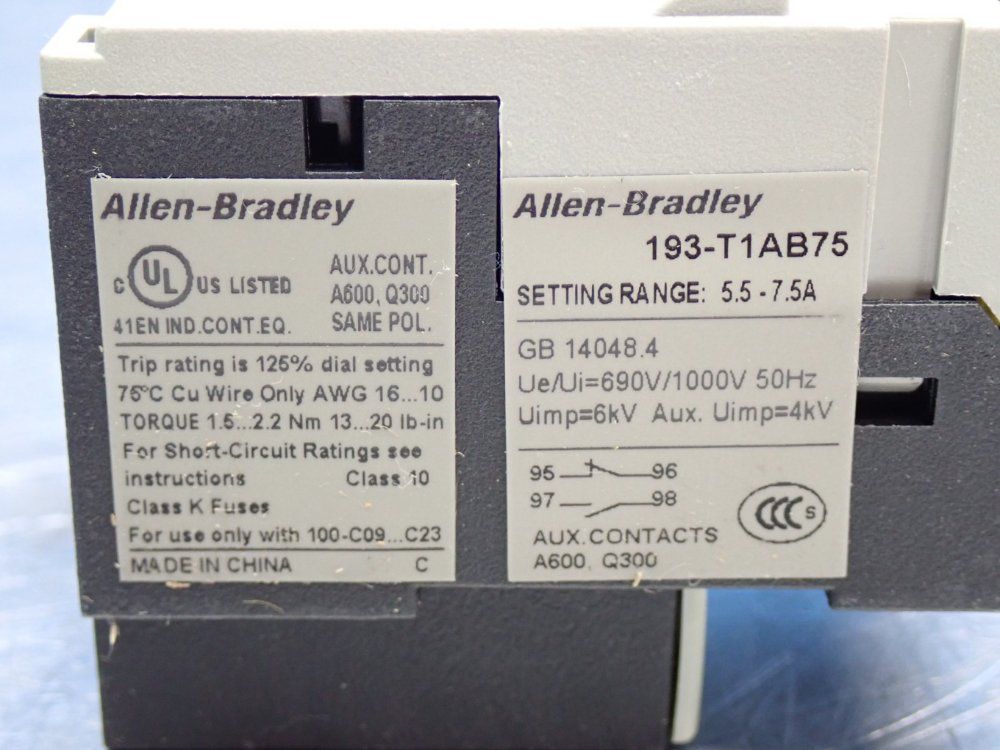 Allen-Bradley
C UL US LISTED
41EN IND.CONT.EQ.
AUX.CONT.
A600, Q300
SAME POL.
Trip rating is 125% dial setting
75°C Cu Wire Only AWG 16...10
TORQUE 1.5...2.2 Nm 13...20 lb-in
For Short-Circuit Ratings see
instructions Class 10
Class K Fuses
For use only with 100-C09...C23
MADE IN CHINA C
Allen-Bradley
193-T1AB75
SETTING RANGE: 5.5 - 7.5A
GB 14048.4
Ue/Ui=690V/1000V 50Hz
Uimp=6kV Aux. Uimp=4kV
95 96
97 98
CCC S
AUX.CONTACTS
A600, Q300